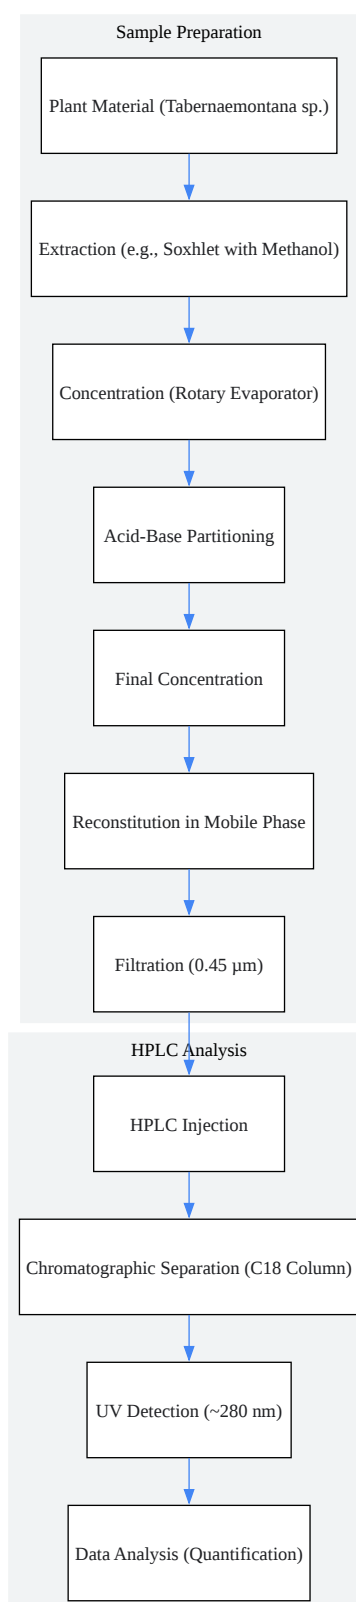 Sample Preparation
Plant Material (Tabernaemontana sp.)
Extraction (e.g., Soxhlet with Methanol)
Concentration (Rotary Evaporator)
Acid-Base Partitioning
Final Concentration
Reconstitution in Mobile Phase
Filtration (0.45 µm)
HPLC Analysis
HPLC Injection
Chromatographic Separation (C18 Column)
UV Detection (~280 nm)
Data Analysis (Quantification)